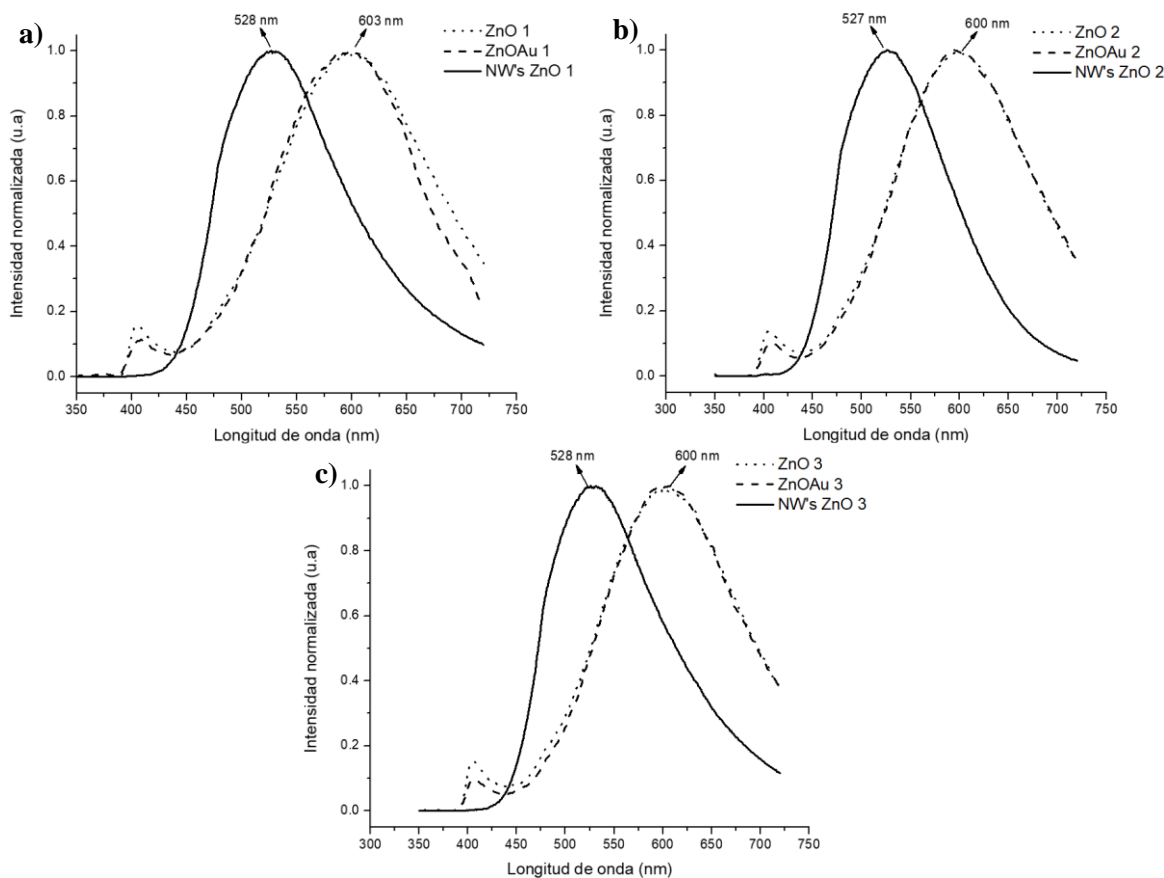 a)
528 nm
603 nm
ZnO 1
ZnOAu 1
NW's ZnO 1
1.0
0.8
0.6
0.4
0.2
0.0
Intensidad normalizada (u.a)
350 400 450 500 550 600 650 700 750
Longitud de onda (nm)
b)
527 nm
600 nm
ZnO 2
ZnOAu 2
NW's ZnO 2
1.0
0.8
0.6
0.4
0.2
0.0
Intensidad normalizada (u.a)
300 350 400 450 500 550 600 650 700 750
Longitud de onda (nm)
c)
528 nm
600 nm
ZnO 3
ZnOAu 3
NW's ZnO 3
1.0
0.8
0.6
0.4
0.2
0.0
Intensidad normalizada (u.a)
300 350 400 450 500 550 600 650 700 750
Longitud de onda (nm)